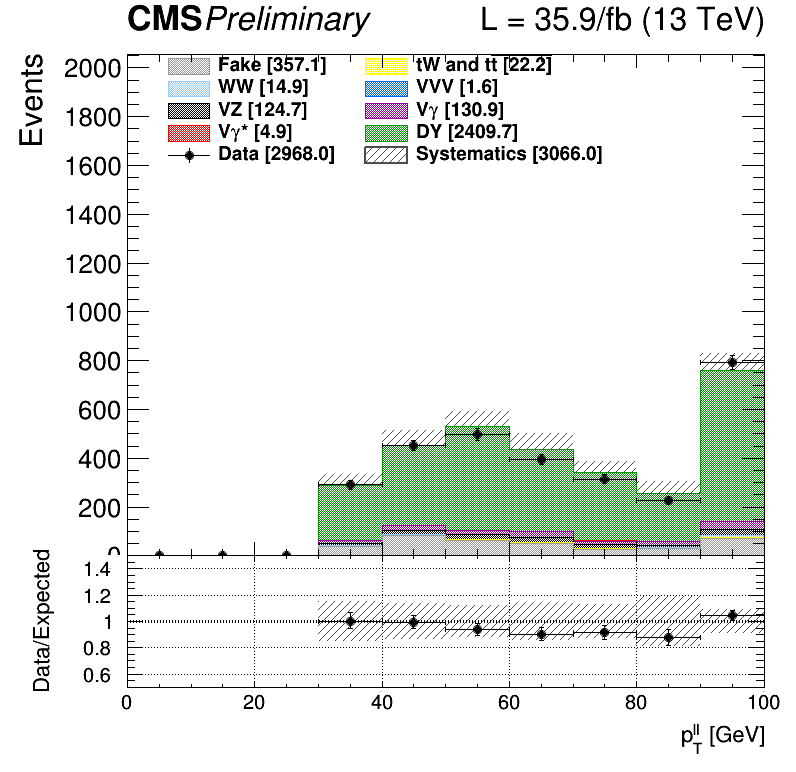 CMS Preliminary L = 35.9/fb (13 TeV)
Events
2000
1800
1600
1400
1200
1000
800
600
400
200
0
Fake [357.1] tW and tt [22.2]
WW [14.9] VVV [1.6]
VZ [124.7] Vγ [130.9]
Vγ* [4.9] DY [2409.7]
Data [2968.0] Systematics [3066.0]
Data/Expected
1.4
1.2
1
0.8
0.6
0 20 40 60 80 100
p_T^{ll} [GeV]